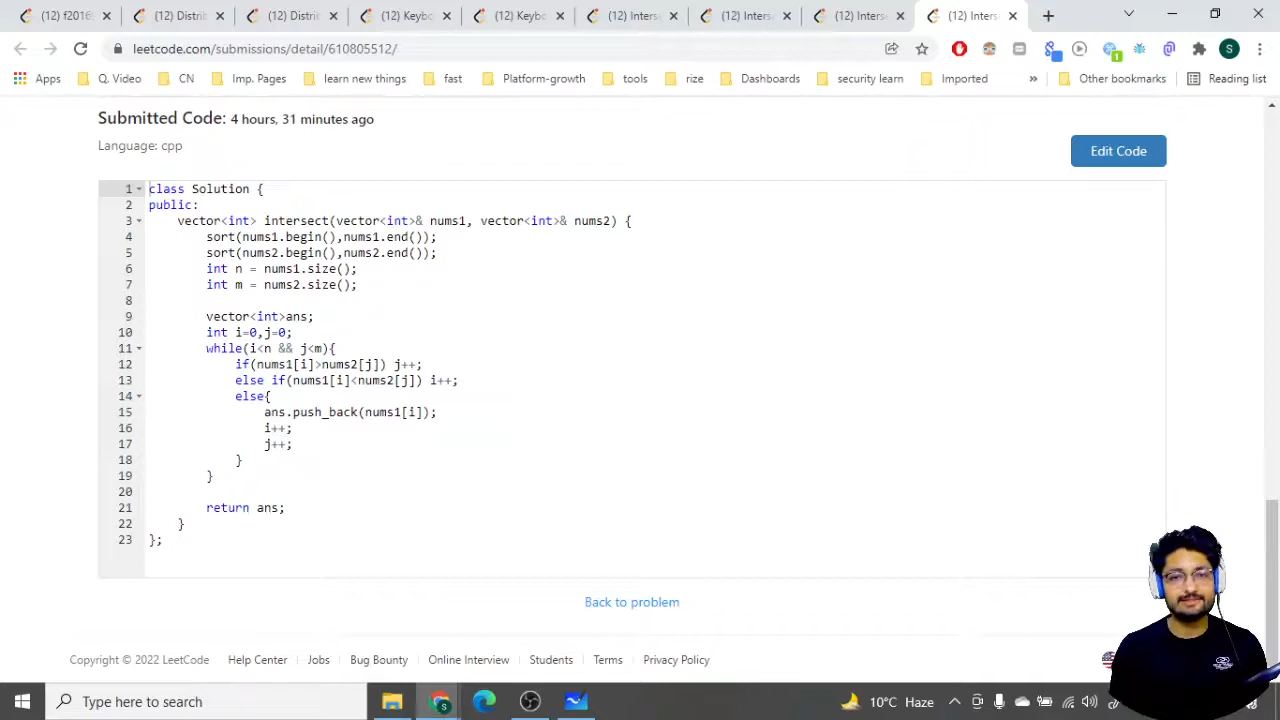 (12) f2016
(12) Distrib
(12) Distrib
(12) Keybo
(12) Keybo
(12) Inters
(12) Inters
(12) Inters
(12) Inters
leetcode.com/submissions/detail/610805512/
1
S
Apps
Q. Video
CN
Imp. Pages
learn new things
fast
Platform-growth
tools
rize
Dashboards
security learn
Imported
»
Other bookmarks
Reading list
Submitted Code: 4 hours, 31 minutes ago
Language: cpp
Edit Code
1 class Solution {
2 public:
3 vector<int> intersect(vector<int>& nums1, vector<int>& nums2) {
4 sort(nums1.begin(),nums1.end());
5 sort(nums2.begin(),nums2.end());
6 int n = nums1.size();
7 int m = nums2.size();
8
9 vector<int>ans;
10 int i=0,j=0;
11 while(i<n && j<m){
12 if(nums1[i]>nums2[j]) j++;
13 else if(nums1[i]<nums2[j]) i++;
14 else{
15 ans.push_back(nums1[i]);
16 i++;
17 j++;
18 }
19 }
20
21 return ans;
22 }
23 };
Back to problem
Copyright © 2022 LeetCode
Help Center
Jobs
Bug Bounty
Online Interview
Students
Terms
Privacy Policy
Type here to search
10°C Haze